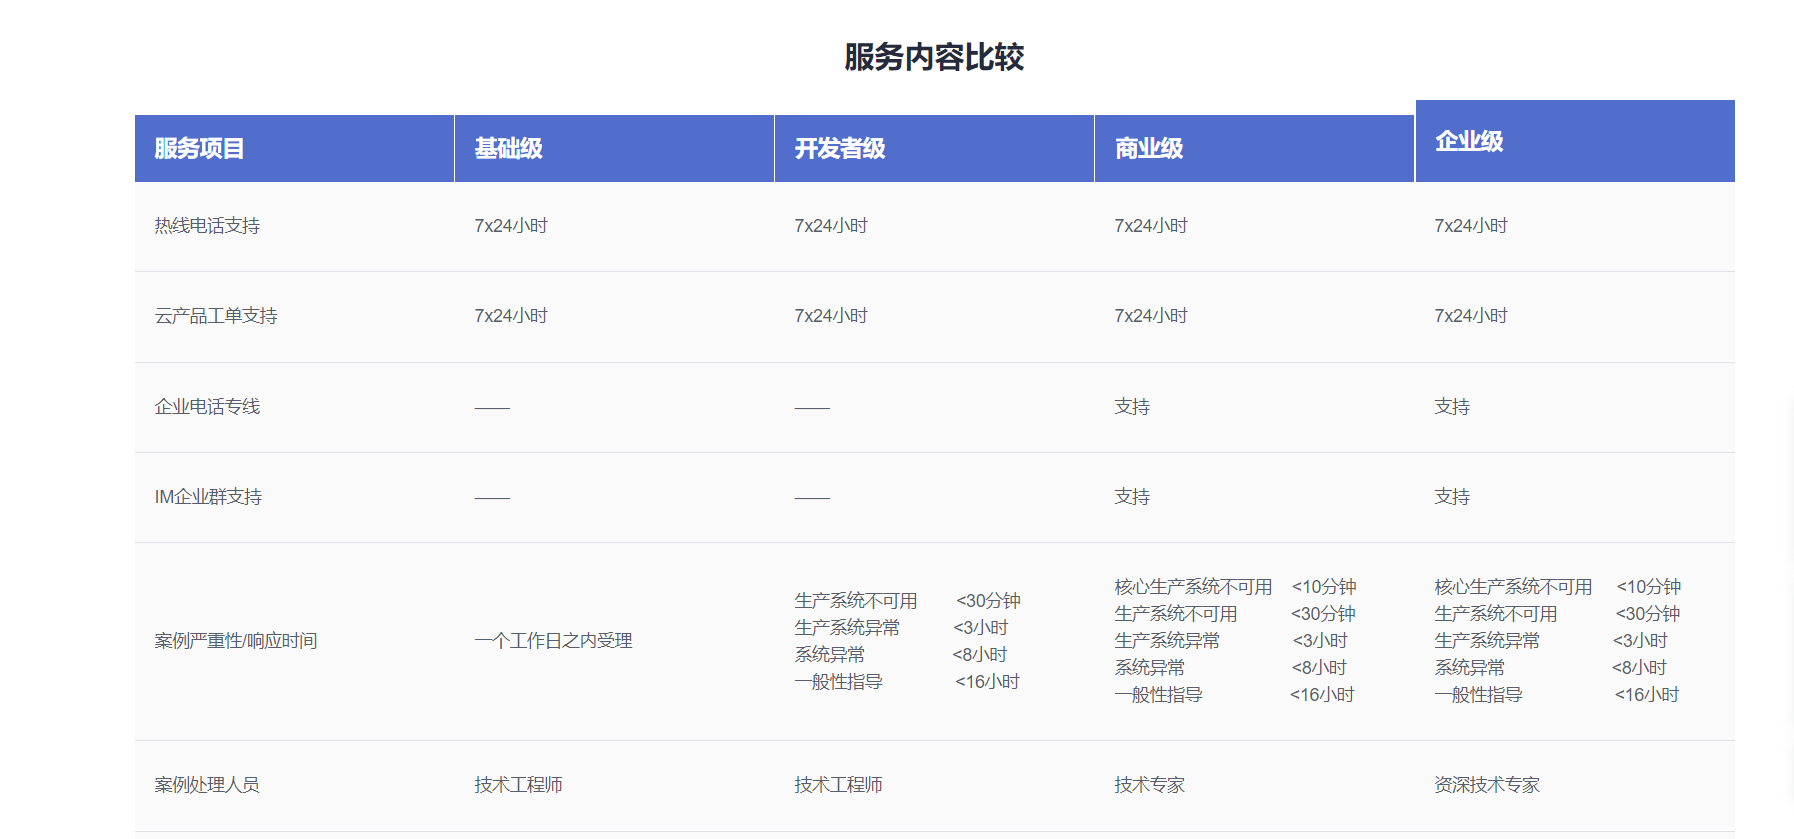 服务内容比较
服务项目 基础级 开发者级 商业级 企业级
热线电话支持 7x24小时 7x24小时 7x24小时 7x24小时
云产品工单支持 7x24小时 7x24小时 7x24小时 7x24小时
企业电话专线 —— —— 支持 支持
IM企业群支持 —— —— 支持 支持
案例严重性/响应时间
一个工作日之内受理
生产系统不可用 <30分钟
生产系统异常 <3小时
系统异常 <8小时
一般性指导 <16小时
核心生产系统不可用 <10分钟
生产系统不可用 <30分钟
生产系统异常 <3小时
系统异常 <8小时
一般性指导 <16小时
核心生产系统不可用 <10分钟
生产系统不可用 <30分钟
生产系统异常 <3小时
系统异常 <8小时
一般性指导 <16小时
案例处理人员 技术工程师 技术工程师 技术专家 资深技术专家